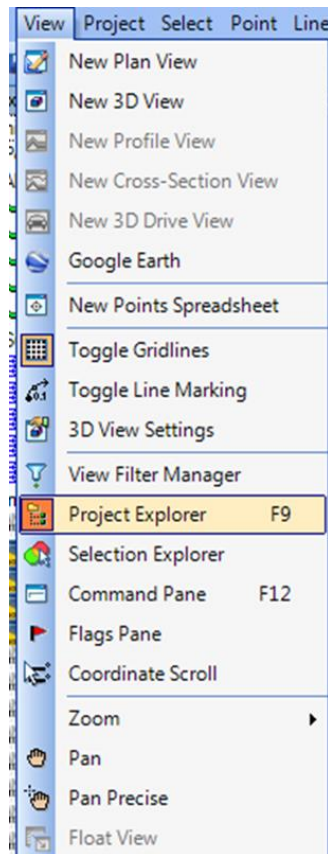 View Project Select Point Line
New Plan View
New 3D View
New Profile View
New Cross-Section View
New 3D Drive View
Google Earth
New Points Spreadsheet
Toggle Gridlines
Toggle Line Marking
3D View Settings
View Filter Manager
Project Explorer F9
Selection Explorer
Command Pane F12
Flags Pane
Coordinate Scroll
Zoom
Pan
Pan Precise
Float View